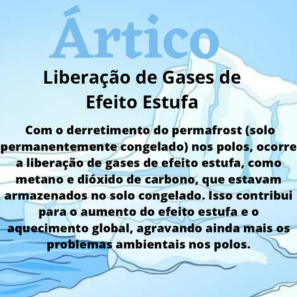 Ártico
Liberação de Gases de
Efeito Estufa
Com o derretimento do permafrost (solo
permanentemente congelado) nos polos, ocorre
a liberação de gases de efeito estufa, como
metano e dióxido de carbono, que estavam
armazenados no solo congelado. Isso contribui
para o aumento do efeito estufa e o
aquecimento global, agravando ainda mais os
problemas ambientais nos polos.